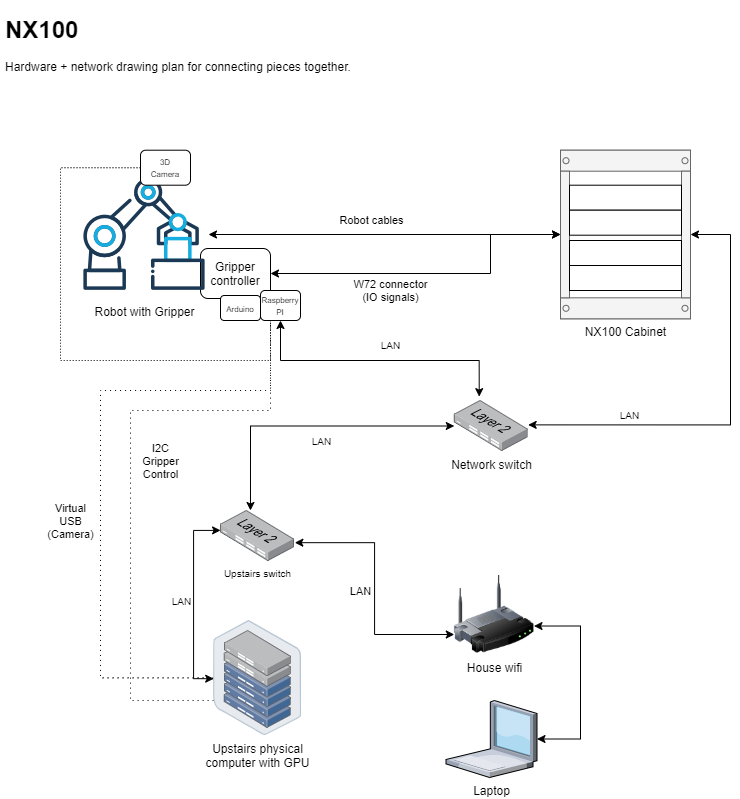 NX100
Hardware + network drawing plan for connecting pieces together.
3D
Camera
Robot cables
Gripper
controller
W72 connector
(IO signals)
Arduino
Raspberry
PI
Robot with Gripper
NX100 Cabinet
LAN
Layer 2
LAN
Network switch
LAN
I2C
Gripper
Control
Virtual
USB
(Camera)
Layer 2
Upstairs switch
LAN
LAN
House wifi
Upstairs physical
computer with GPU
Laptop